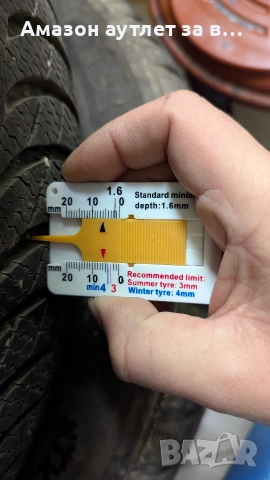 Амазон аутлет за в...
1.6
mm 20 10 0
Standard minim
depth:1.6mm
mm 20 10 0
min4 3
Recommended limit:
Summer tyre: 3mm
Winter tyre: 4mm
BAZAR